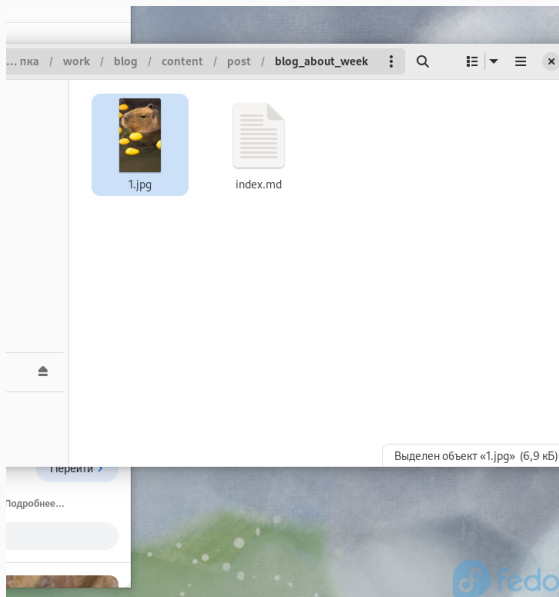 ... пка / work / blog / content / post / blog_about_week
1.jpg
index.md
Выделен объект «1.jpg» (6,9 кБ)
Перейти >
Подробнее...
fedo